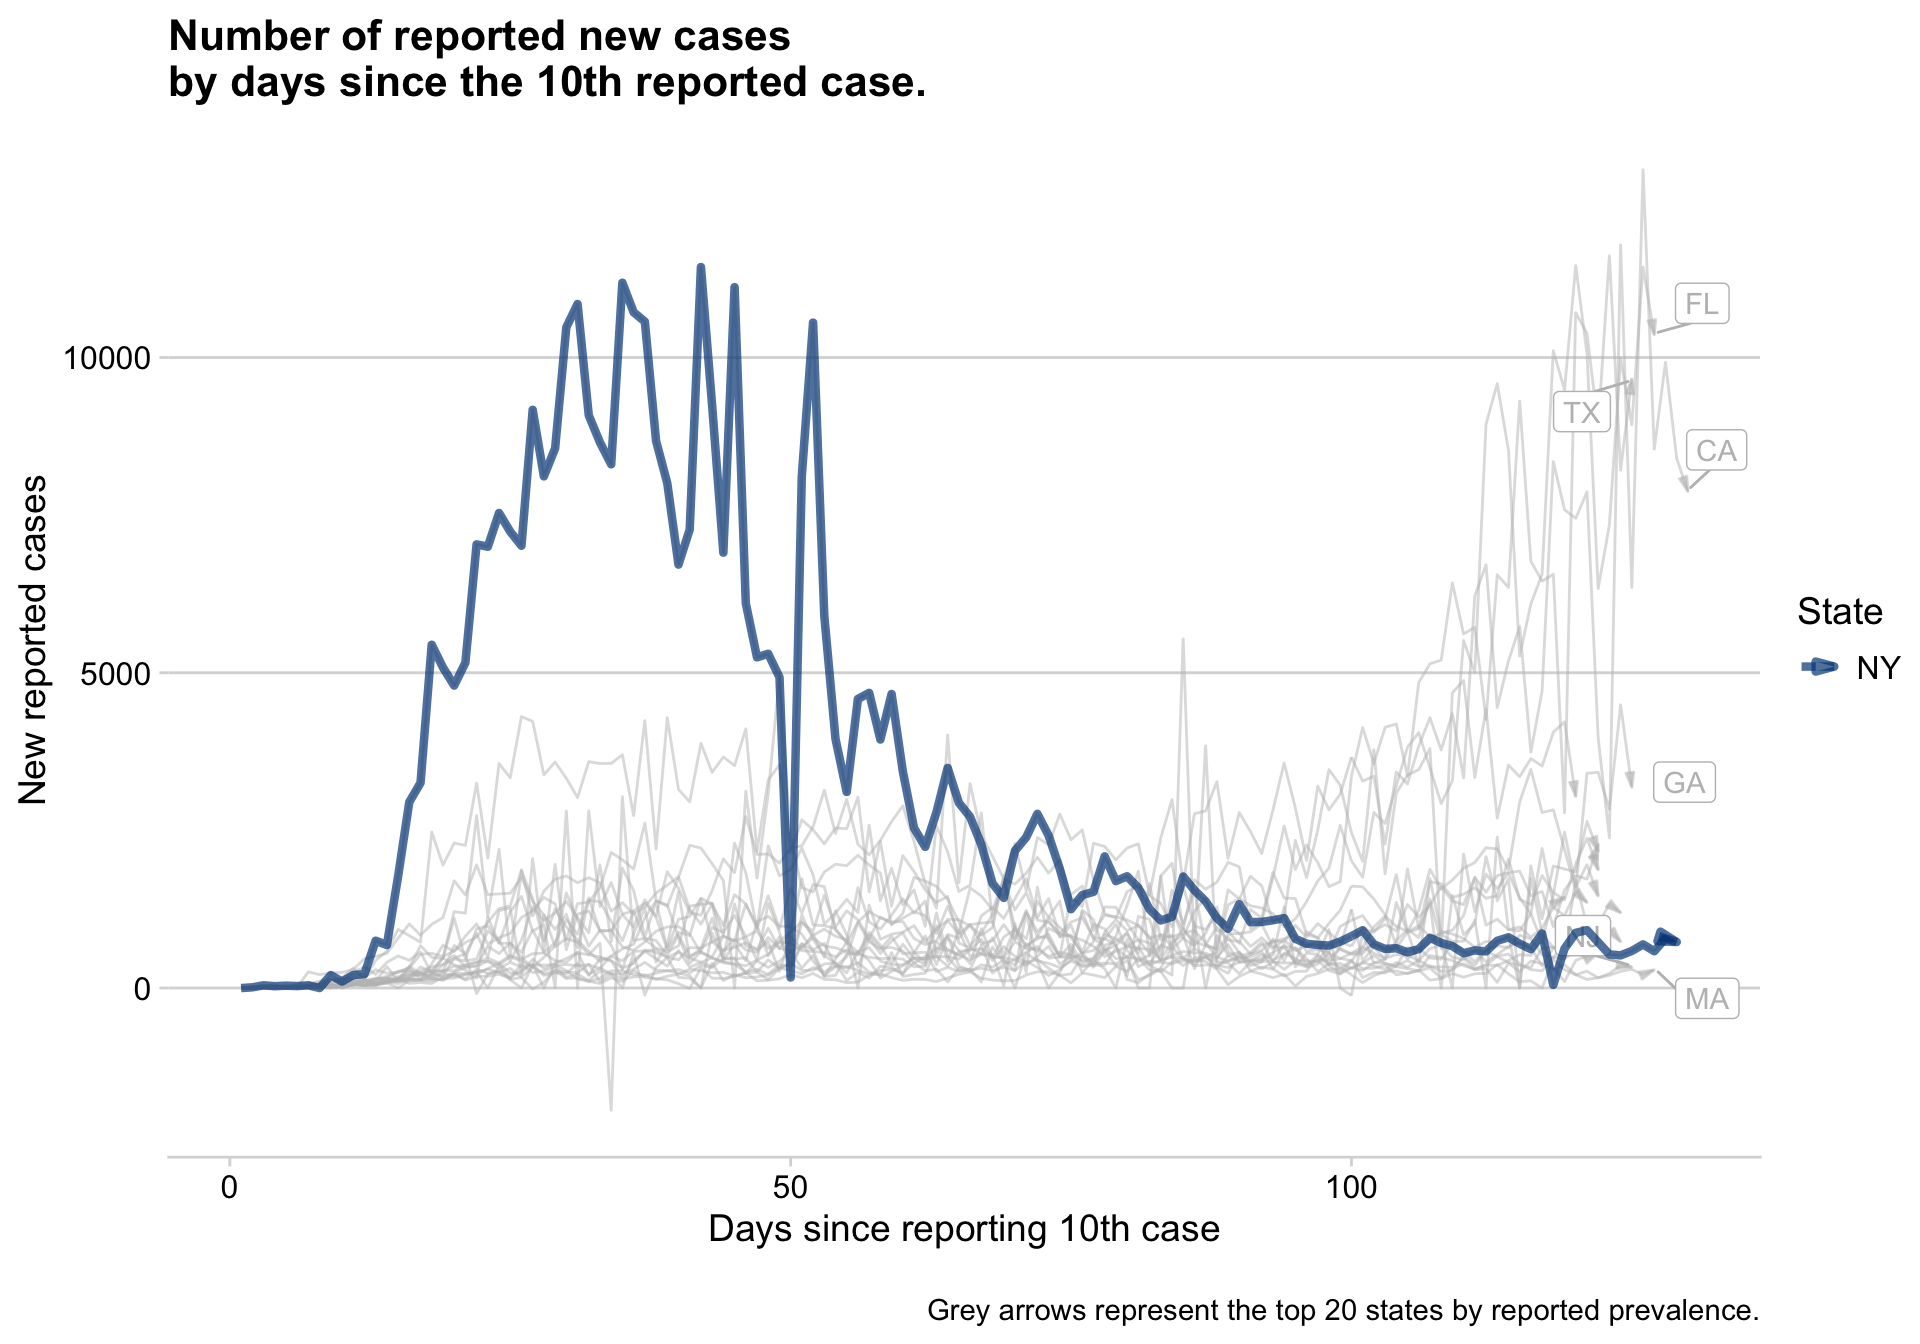 Number of reported new cases
by days since the 10th reported case.
New reported cases
10000
5000
0
FL
TX
CA
GA
NJ
MA
State
NY
0
50
100
Days since reporting 10th case
Grey arrows represent the top 20 states by reported prevalence.